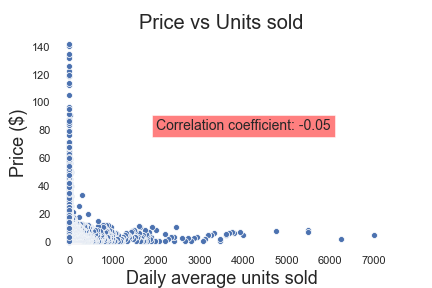 Price vs Units sold
Price ($)
140
120
100
80
60
40
20
0
Correlation coefficient: -0.05
0 1000 2000 3000 4000 5000 6000 7000
Daily average units sold